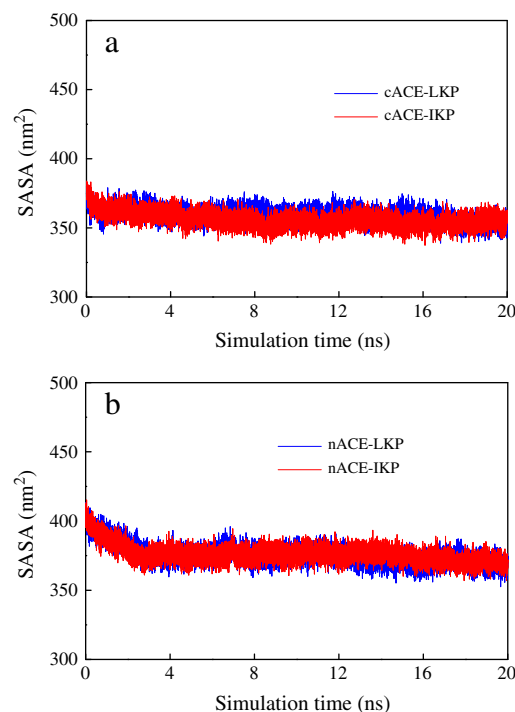 a
500
450
400
350
300
SASA (nm²)
cACE-LKP
cACE-IKP
0 4 8 12 16 20
Simulation time (ns)
b
500
450
400
350
300
SASA (nm²)
nACE-LKP
nACE-IKP
0 4 8 12 16 20
Simulation time (ns)